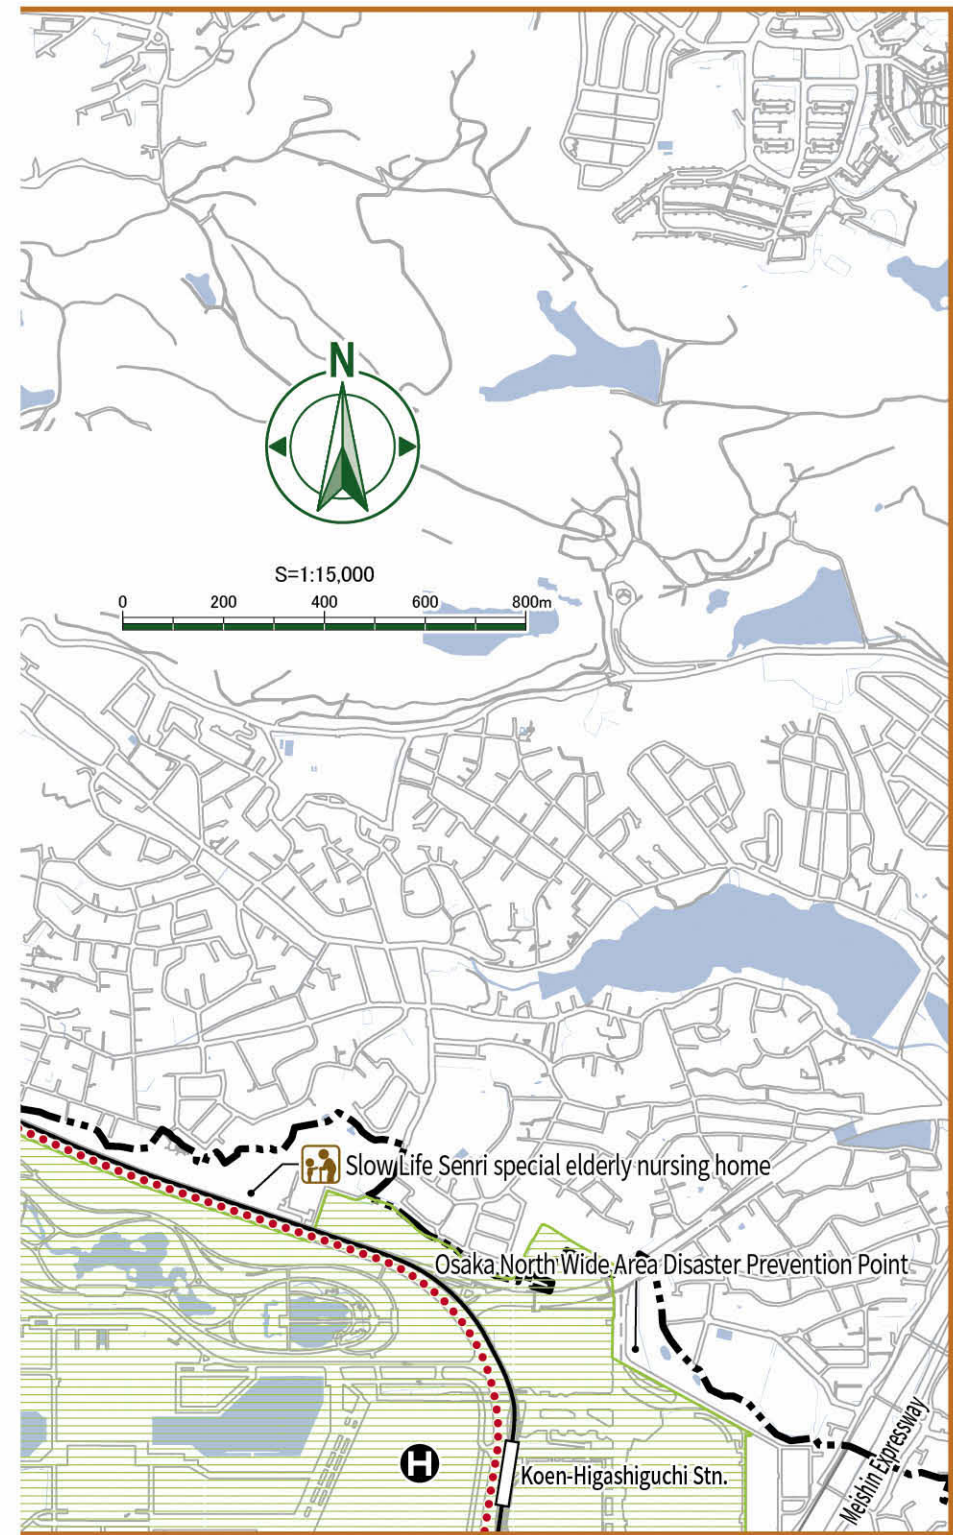 N
S=1:15,000
0 200 400 600 800m
Slow Life Senri special elderly nursing home
Osaka North Wide Area Disaster Prevention Point
H
Koen-Higashiguchi Stn.
Meishin Expressway